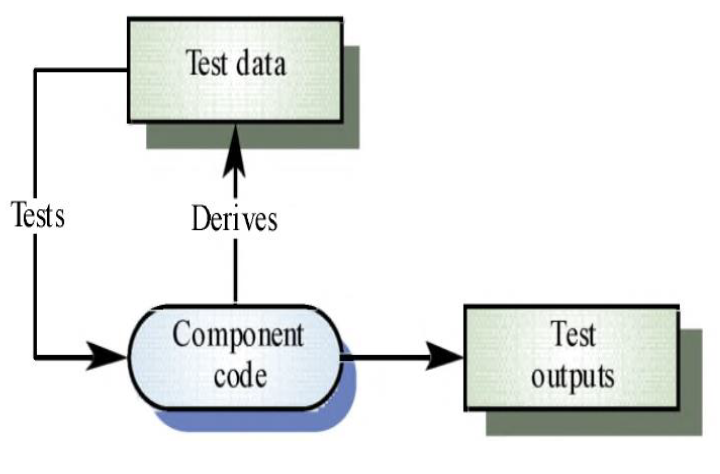 Test data
Tests
Derives
Component
code
Test
outputs